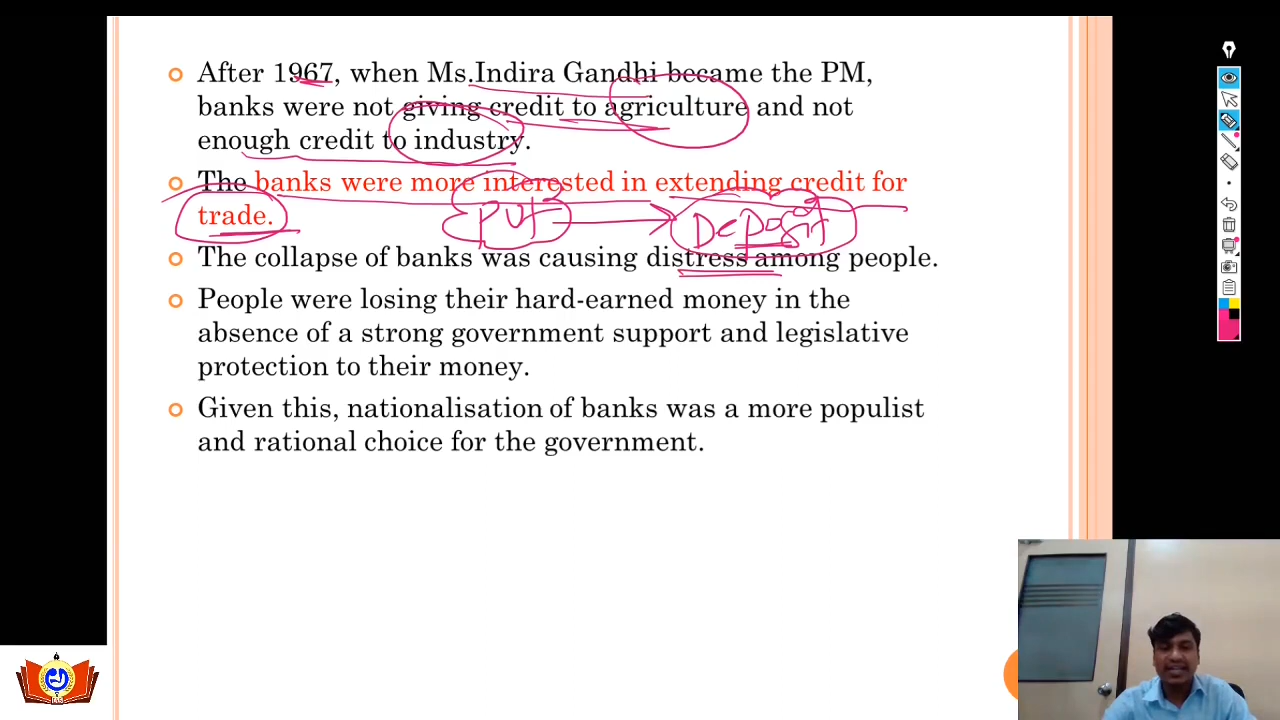 After 1967, when Ms.Indira Gandhi became the PM,
banks were not giving credit to agriculture and not
enough credit to industry.
The banks were more interested in extending credit for
trade.
Pvt Deposit
The collapse of banks was causing distress among people.
People were losing their hard-earned money in the
absence of a strong government support and legislative
protection to their money.
Given this, nationalisation of banks was a more populist
and rational choice for the government.